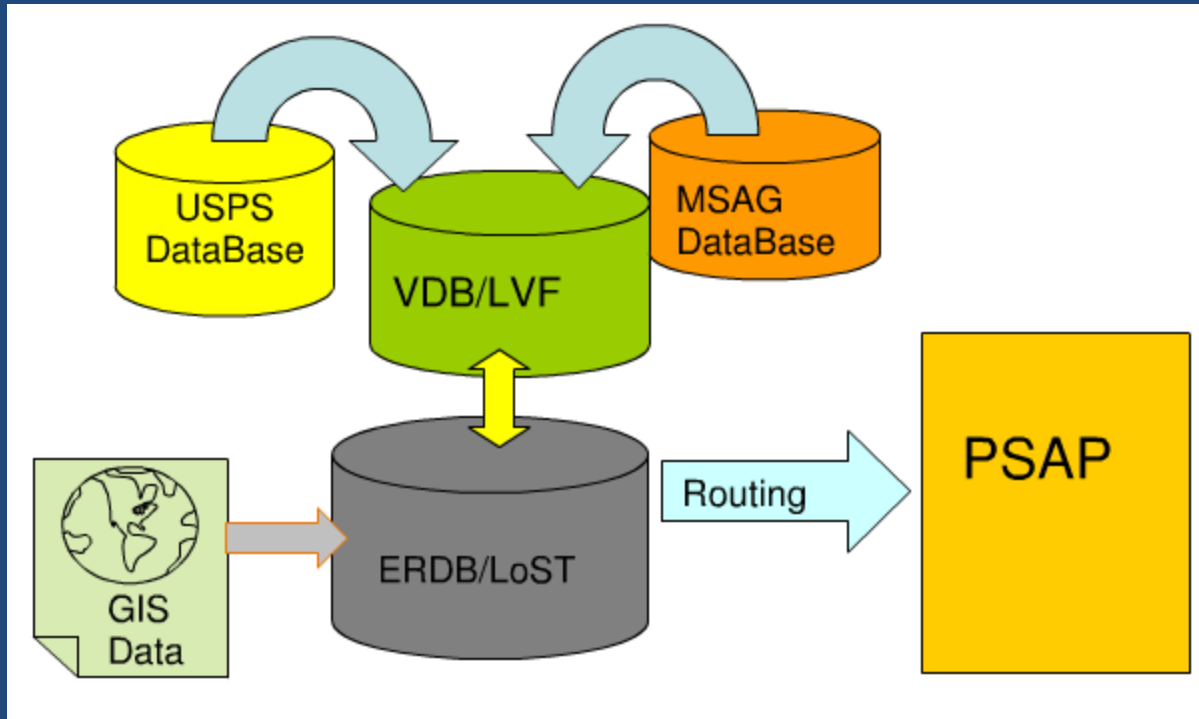 USPS
DataBase
MSAG
DataBase
VDB/LVF
GIS
Data
ERDB/LoST
Routing
PSAP